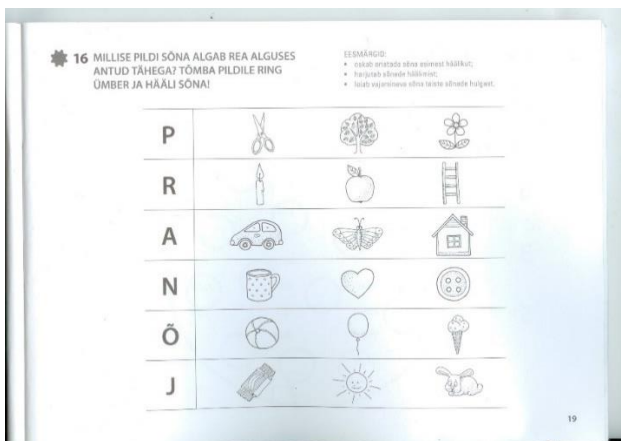 16 MILLISE PILDI SÕNA ALGAB REA ALGUSES
ANTUD TÄHEGA? TÕMBA PILDILE RING
ÜMBER JA HÄÄLI SÕNA!
EESMÄRGID:
• oskab eristada sõna esimest häälikut;
• harjutab sõnade häälimist;
• leiab vajamineva sõna teiste sõnade hulgast.
P
R
A
N
Õ
J
19